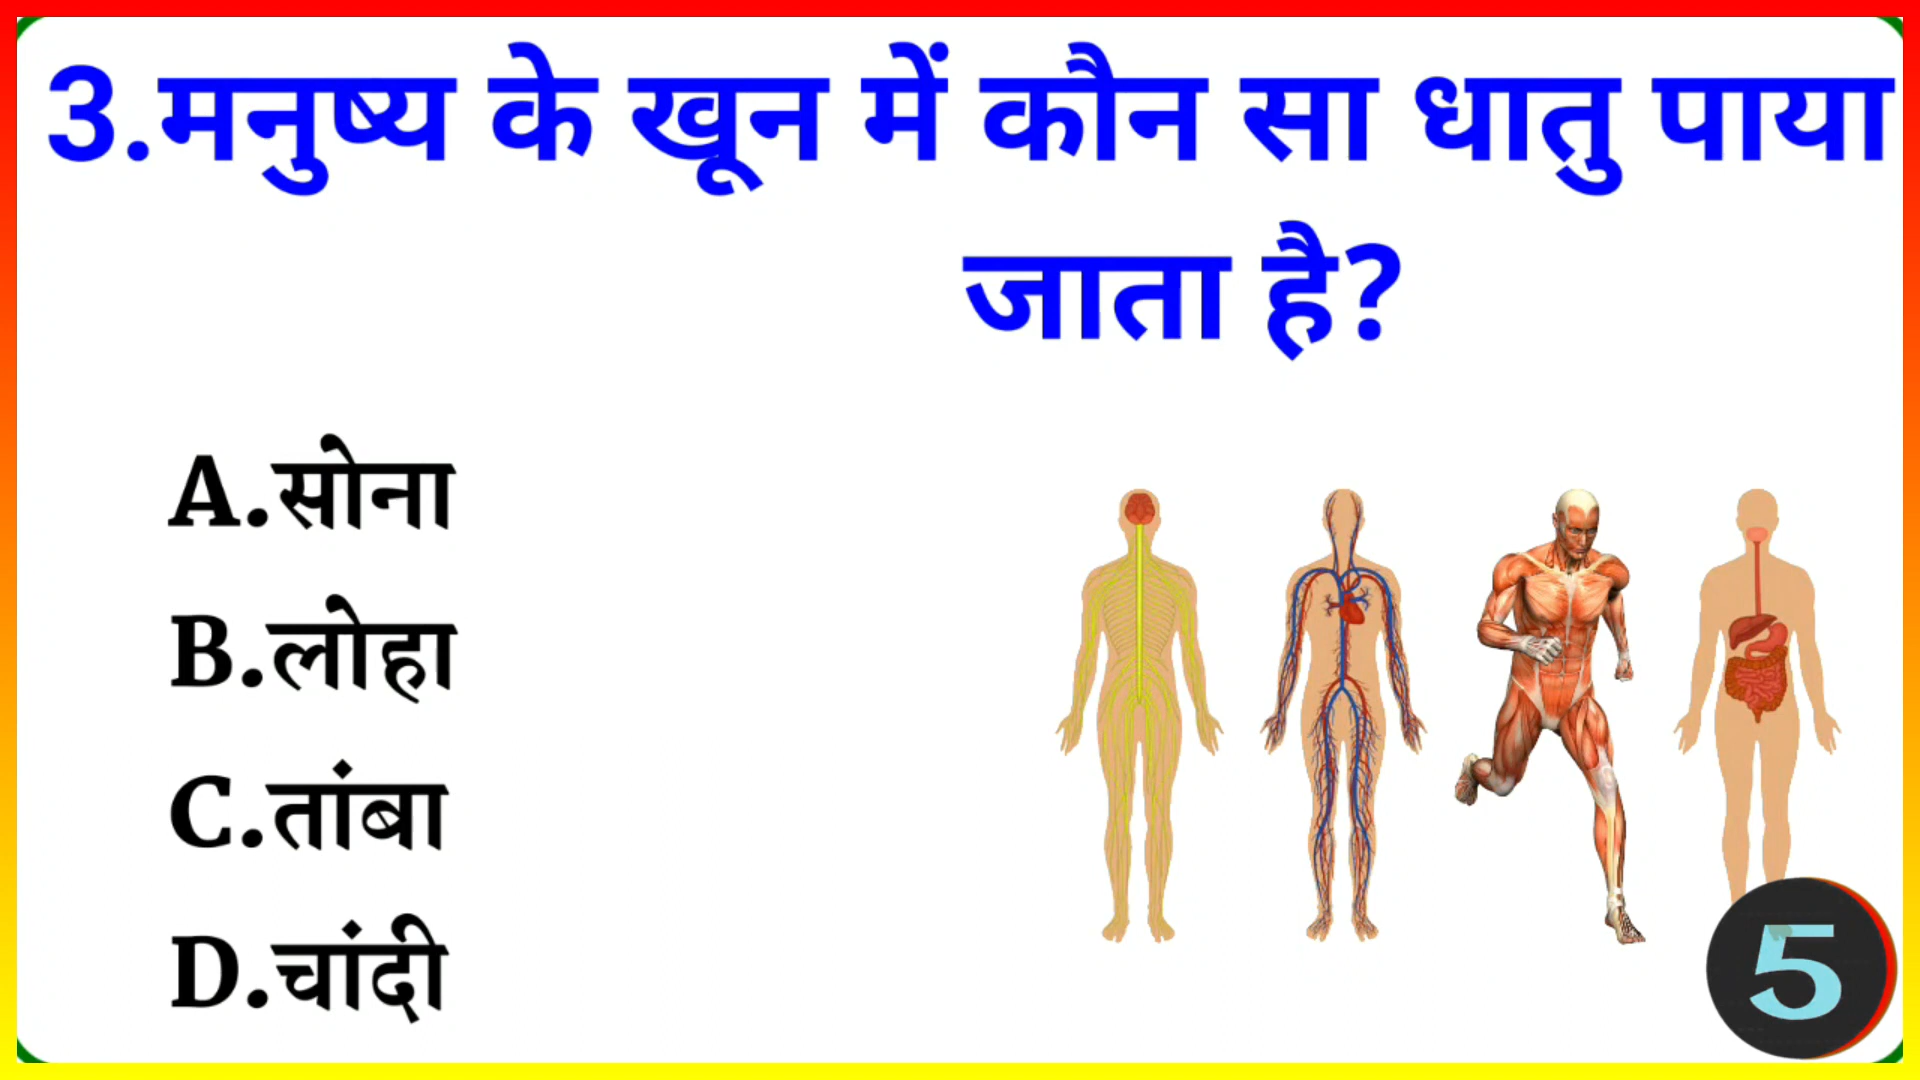 3.मनुष्य के खून में कौन सा धातु पाया
जाता है?
A.सोना
B.लोहा
C.तांबा
D.चांदी
5